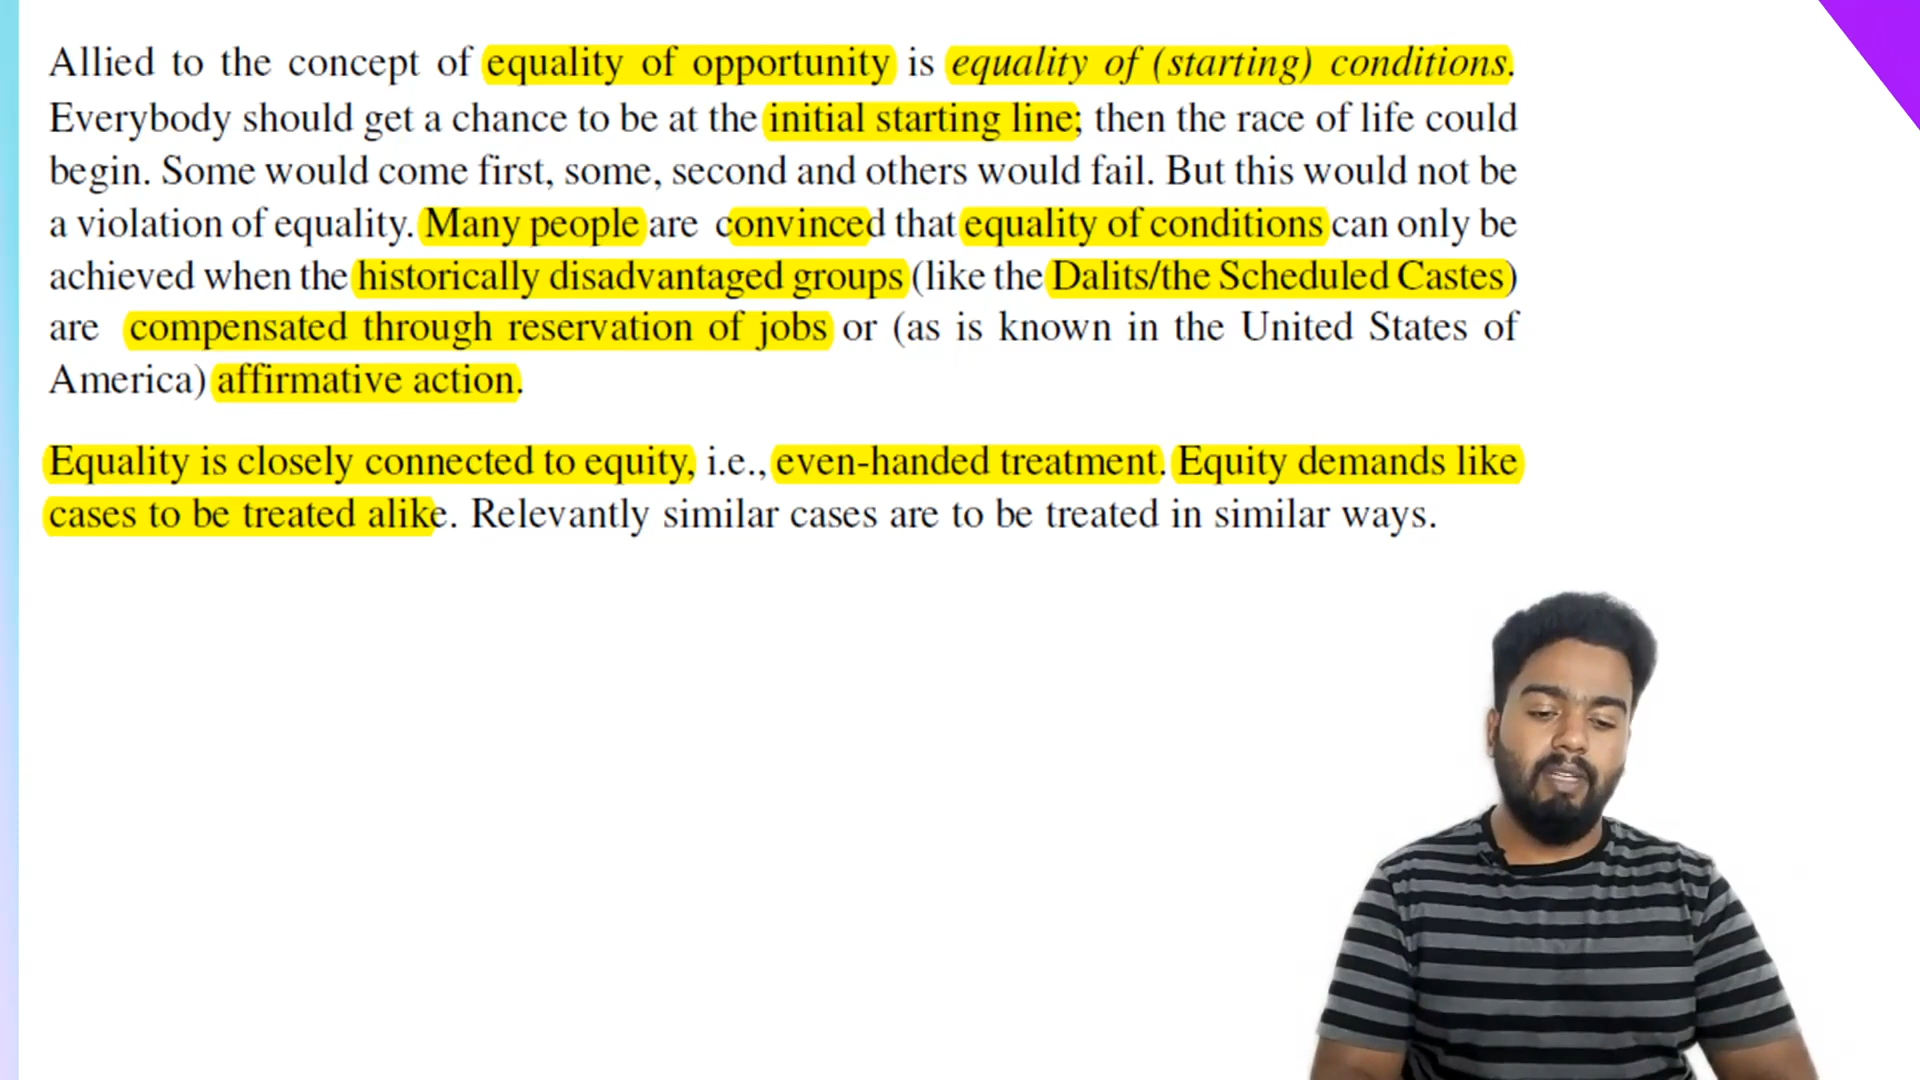 Allied to the concept of equality of opportunity is equality of (starting) conditions.
Everybody should get a chance to be at the initial starting line; then the race of life could
begin. Some would come first, some, second and others would fail. But this would not be
a violation of equality. Many people are convinced that equality of conditions can only be
achieved when the historically disadvantaged groups (like the Dalits/the Scheduled Castes)
are compensated through reservation of jobs or (as is known in the United States of
America) affirmative action.
Equality is closely connected to equity, i.e., even-handed treatment. Equity demands like
cases to be treated alike. Relevantly similar cases are to be treated in similar ways.